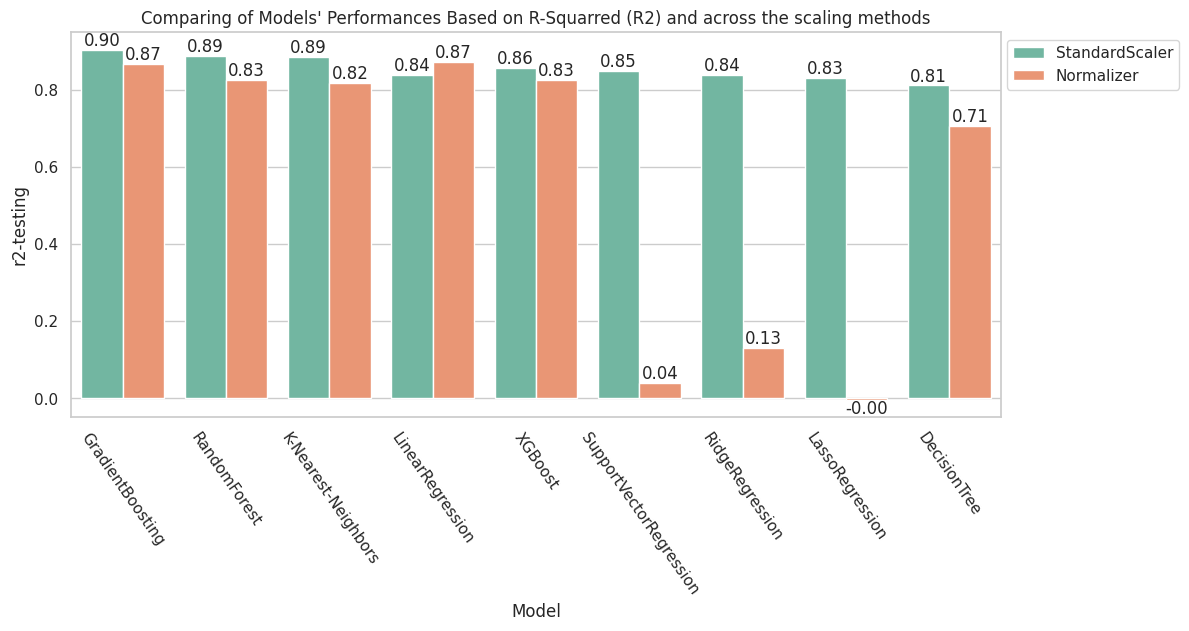 Comparing of Models' Performances Based on R-Squarred (R2) and across the scaling methods
StandardScaler
Normalizer
r2-testing
0.8
0.6
0.4
0.2
0.0
0.90
0.87
0.89
0.83
0.89
0.82
0.84
0.87
0.86
0.83
0.85
0.04
0.84
0.13
0.83
-0.00
0.81
0.71
GradientBoosting
RandomForest
K-Nearest-Neighbors
LinearRegression
XGBoost
SupportVectorRegression
RidgeRegression
LassoRegression
DecisionTree
Model